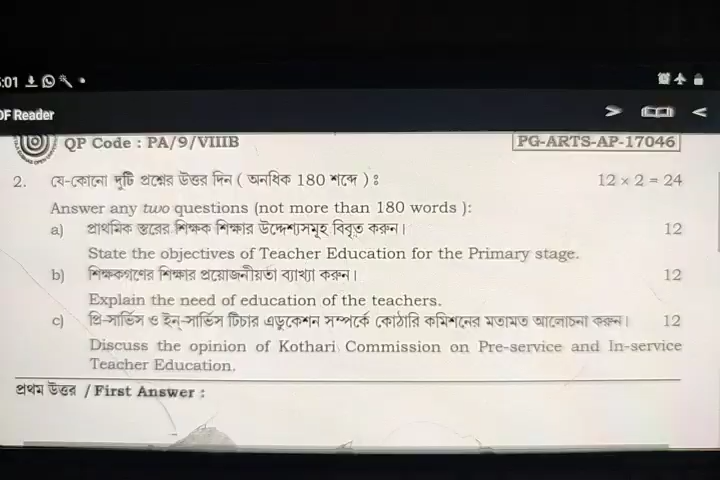 :01
DF Reader
QP Code : PA/9/VIIIB PG-ARTS-AP-17046
2. যে-কোনো দুটি প্রশ্নের উত্তর দিন ( অনধিক 180 শব্দে ) : 12 × 2 = 24
Answer any two questions (not more than 180 words ):
a) প্রাথমিক স্তরের শিক্ষক শিক্ষার উদ্দেশ্যসমূহ বিবৃত করুন। 12
State the objectives of Teacher Education for the Primary stage.
b) শিক্ষকগণের শিক্ষার প্রয়োজনীয়তা ব্যাখ্যা করুন। 12
Explain the need of education of the teachers.
c) প্রি-সার্ভিস ও ইন্-সার্ভিস টিচার এডুকেশন সম্পর্কে কোঠারি কমিশনের মতামত আলোচনা করুন। 12
Discuss the opinion of Kothari Commission on Pre-service and In-service
Teacher Education.
প্রথম উত্তর / First Answer :